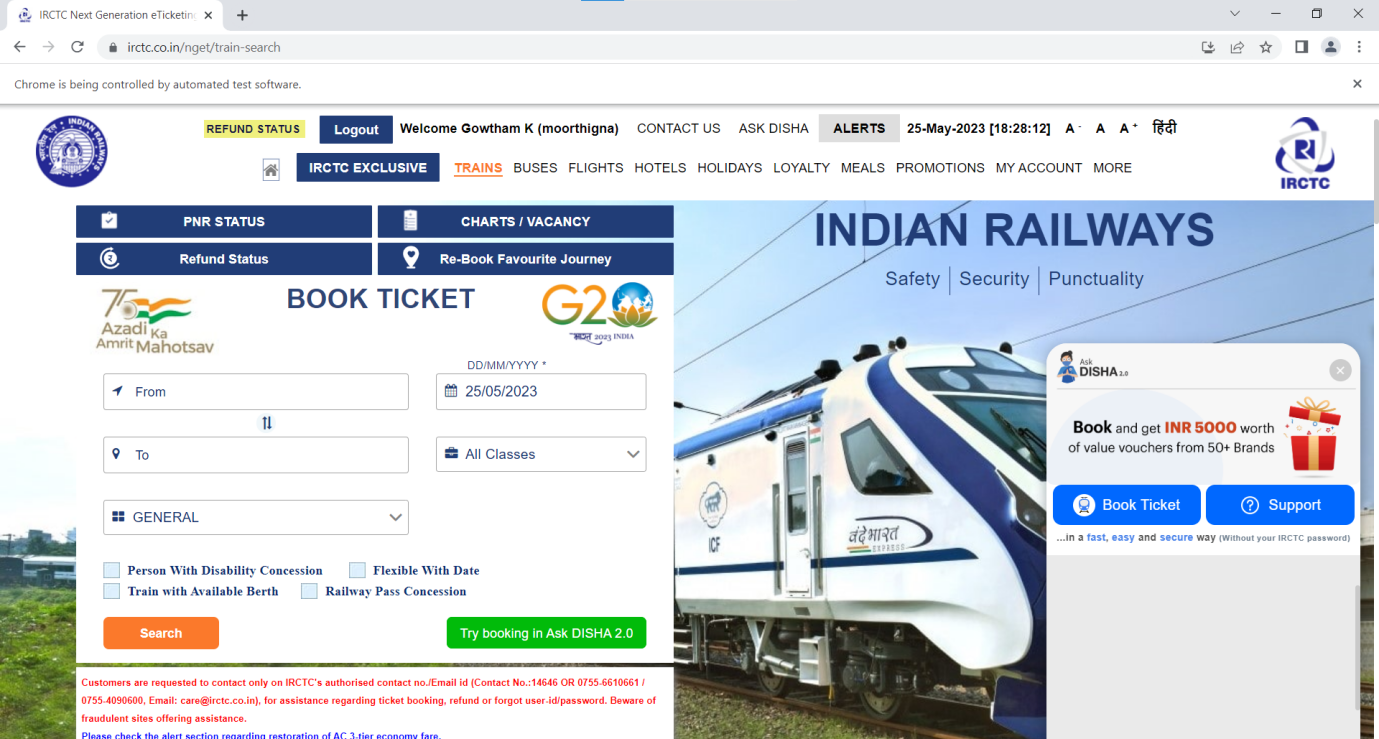 IRCTC Next Generation eTicketing
irctc.co.in/nget/train-search
Chrome is being controlled by automated test software.
REFUND STATUS Logout Welcome Gowtham K (moorthigna) CONTACT US ASK DISHA ALERTS 25-May-2023 [18:28:12] A - A A + हिंदी
IRCTC EXCLUSIVE TRAINS BUSES FLIGHTS HOTELS HOLIDAYS LOYALTY MEALS PROMOTIONS MY ACCOUNT MORE
INDIAN RAILWAYS
IRCTC
PNR STATUS CHARTS / VACANCY
Refund Status Re-Book Favourite Journey
INDIAN RAILWAYS
Safety | Security | Punctuality
BOOK TICKET
75
Azadi Ka
Amrit Mahotsav
G20
भारत 2023 INDIA
DD/MM/YYYY *
From 25/05/2023
To All Classes
GENERAL
Person With Disability Concession Flexible With Date
Train with Available Berth Railway Pass Concession
Search Try booking in Ask DISHA 2.0
Customers are requested to contact only on IRCTC's authorised contact no./Email id (Contact No.:14646 OR 0755-6610661 /
0755-4090600, Email: care@irctc.co.in), for assistance regarding ticket booking, refund or forgot user-id/password. Beware of
fraudulent sites offering assistance.
Please check the alert section regarding restoration of AC 3-tier economy fare.
ICF
वंदे भारत
EXPRESS
Ask
DISHA 2.0
Book and get INR 5000 worth
of value vouchers from 50+ Brands
Book Ticket Support
...in a fast, easy and secure way (Without your IRCTC password)